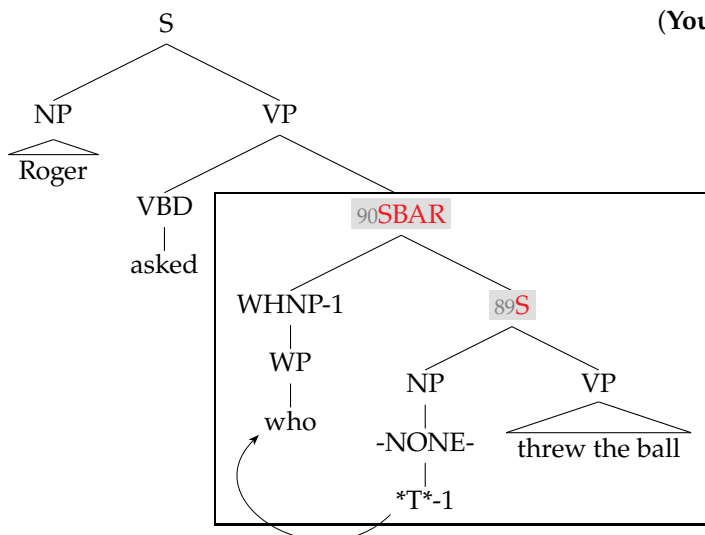 S
(You
NP VP
Roger
VBD 90SBAR
asked
WHNP-1 89S
WP
NP VP
who
-NONE-
threw the ball
*T*-1